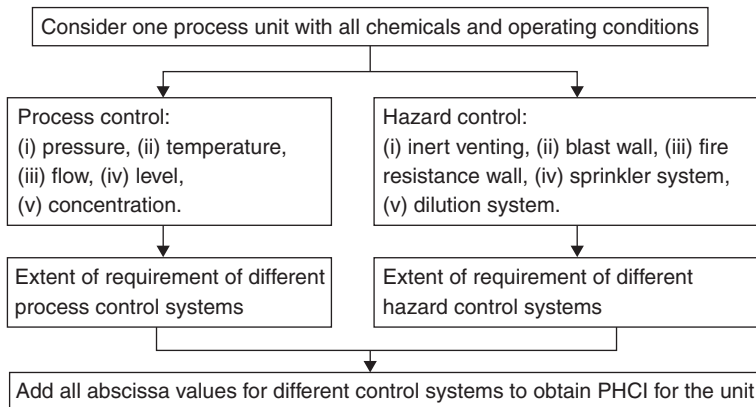 Consider one process unit with all chemicals and operating conditions
Process control:
(i) pressure, (ii) temperature,
(iii) flow, (iv) level,
(v) concentration.
Hazard control:
(i) inert venting, (ii) blast wall, (iii) fire
resistance wall, (iv) sprinkler system,
(v) dilution system.
Extent of requirement of different
process control systems
Extent of requirement of different
hazard control systems
Add all abscissa values for different control systems to obtain PHCI for the unit